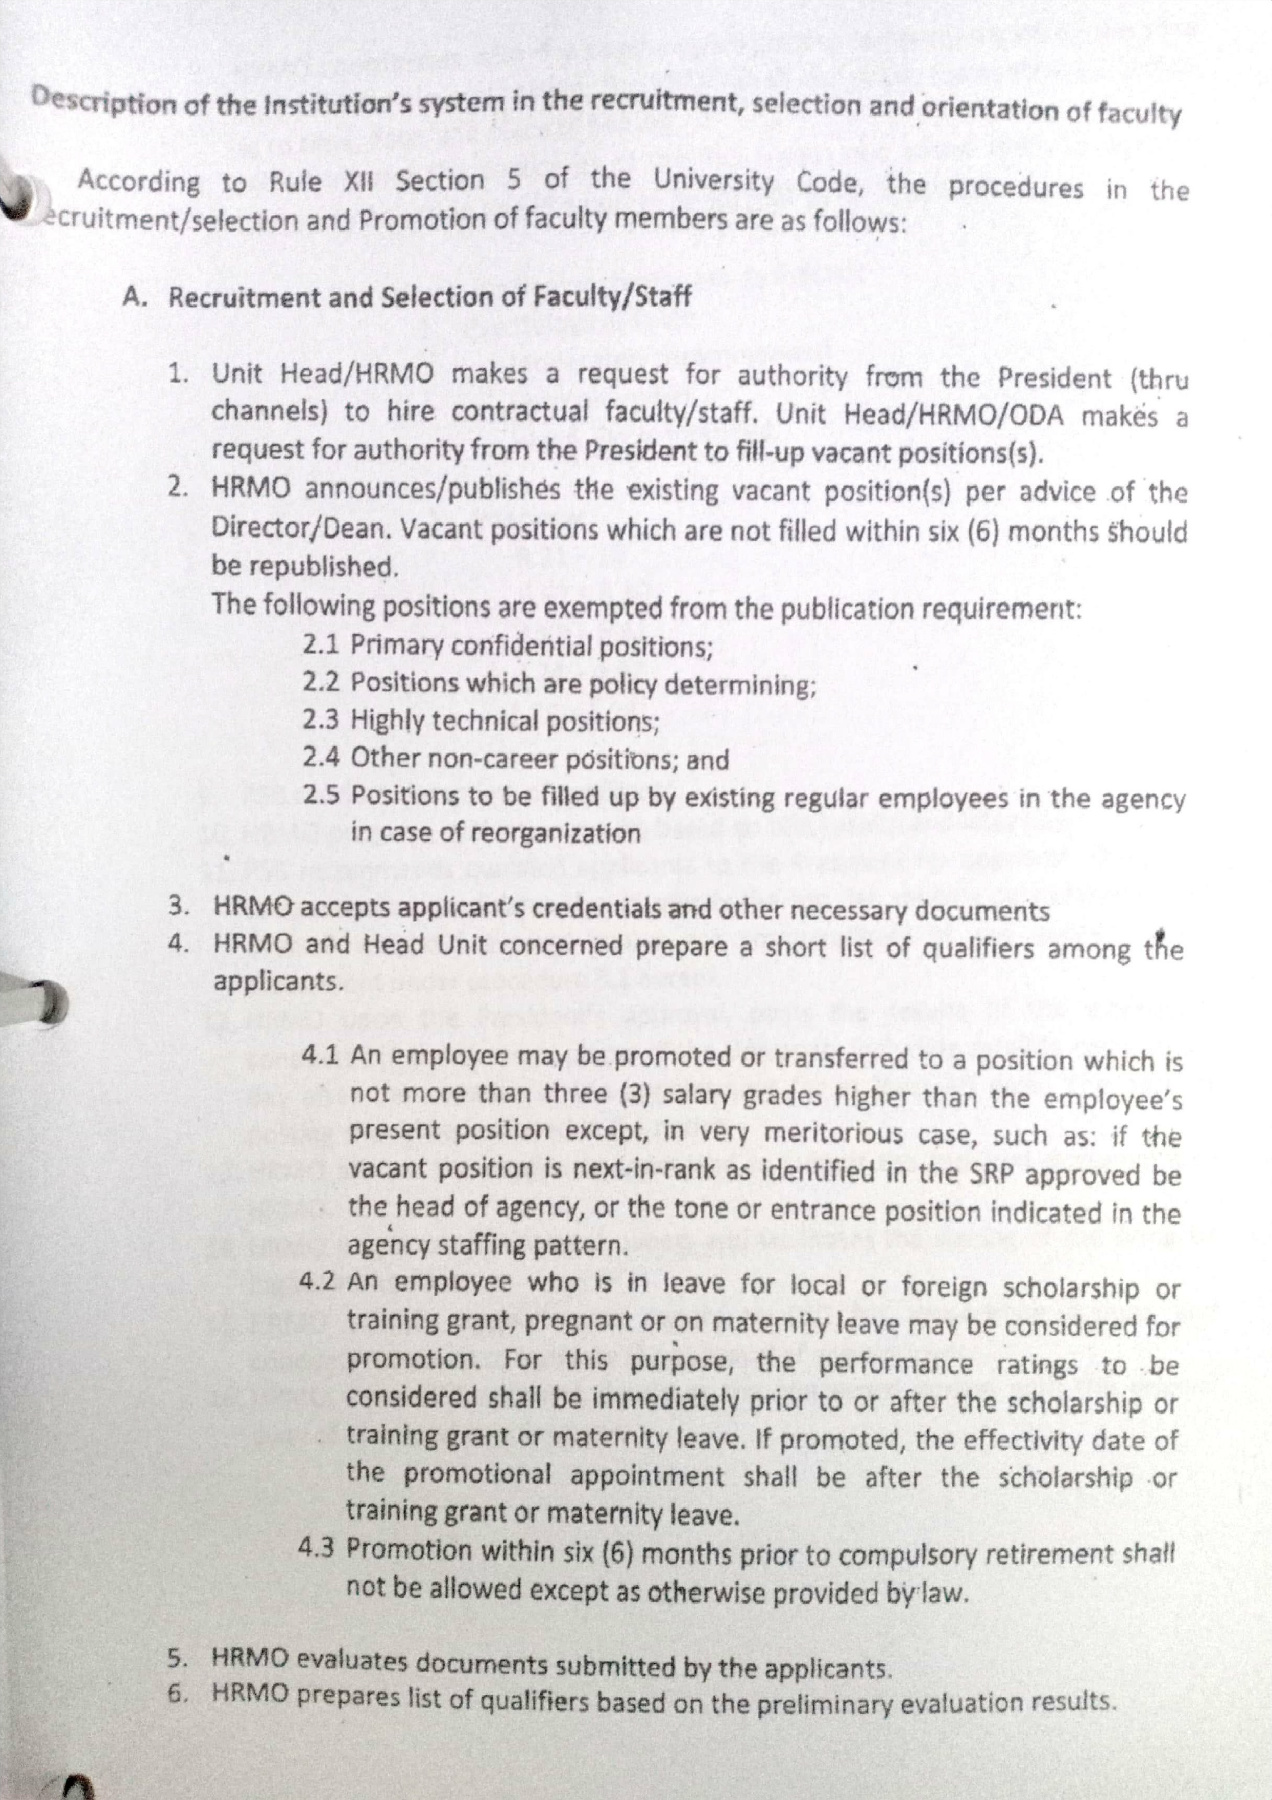 Description of the Institution's system in the recruitment, selection and orientation of faculty
According to Rule XII Section 5 of the University Code, the procedures in the
ecruitment/selection and Promotion of faculty members are as follows:
A. Recruitment and Selection of Faculty/Staff
1. Unit Head/HRMO makes a request for authority from the President (thru
channels) to hire contractual faculty/staff. Unit Head/HRMO/ODA makes a
request for authority from the President to fill-up vacant positions(s).
2. HRMO announces/publishes the existing vacant position(s) per advice of the
Director/Dean. Vacant positions which are not filled within six (6) months should
be republished.
The following positions are exempted from the publication requirement:
2.1 Primary confidential positions;
2.2 Positions which are policy determining;
2.3 Highly technical positions;
2.4 Other non-career positions; and
2.5 Positions to be filled up by existing regular employees in the agency
in case of reorganization
3. HRMO accepts applicant's credentials and other necessary documents
4. HRMO and Head Unit concerned prepare a short list of qualifiers among the
applicants.
4.1 An employee may be promoted or transferred to a position which is
not more than three (3) salary grades higher than the employee's
present position except, in very meritorious case, such as: if the
vacant position is next-in-rank as identified in the SRP approved be
the head of agency, or the tone or entrance position indicated in the
agency staffing pattern.
4.2 An employee who is in leave for local or foreign scholarship or
training grant, pregnant or on maternity leave may be considered for
promotion. For this purpose, the performance ratings to be
considered shall be immediately prior to or after the scholarship or
training grant or maternity leave. If promoted, the effectivity date of
the promotional appointment shall be after the scholarship or
training grant or maternity leave.
4.3 Promotion within six (6) months prior to compulsory retirement shall
not be allowed except as otherwise provided by law.
5. HRMO evaluates documents submitted by the applicants.
6. HRMO prepares list of qualifiers based on the preliminary evaluation results.